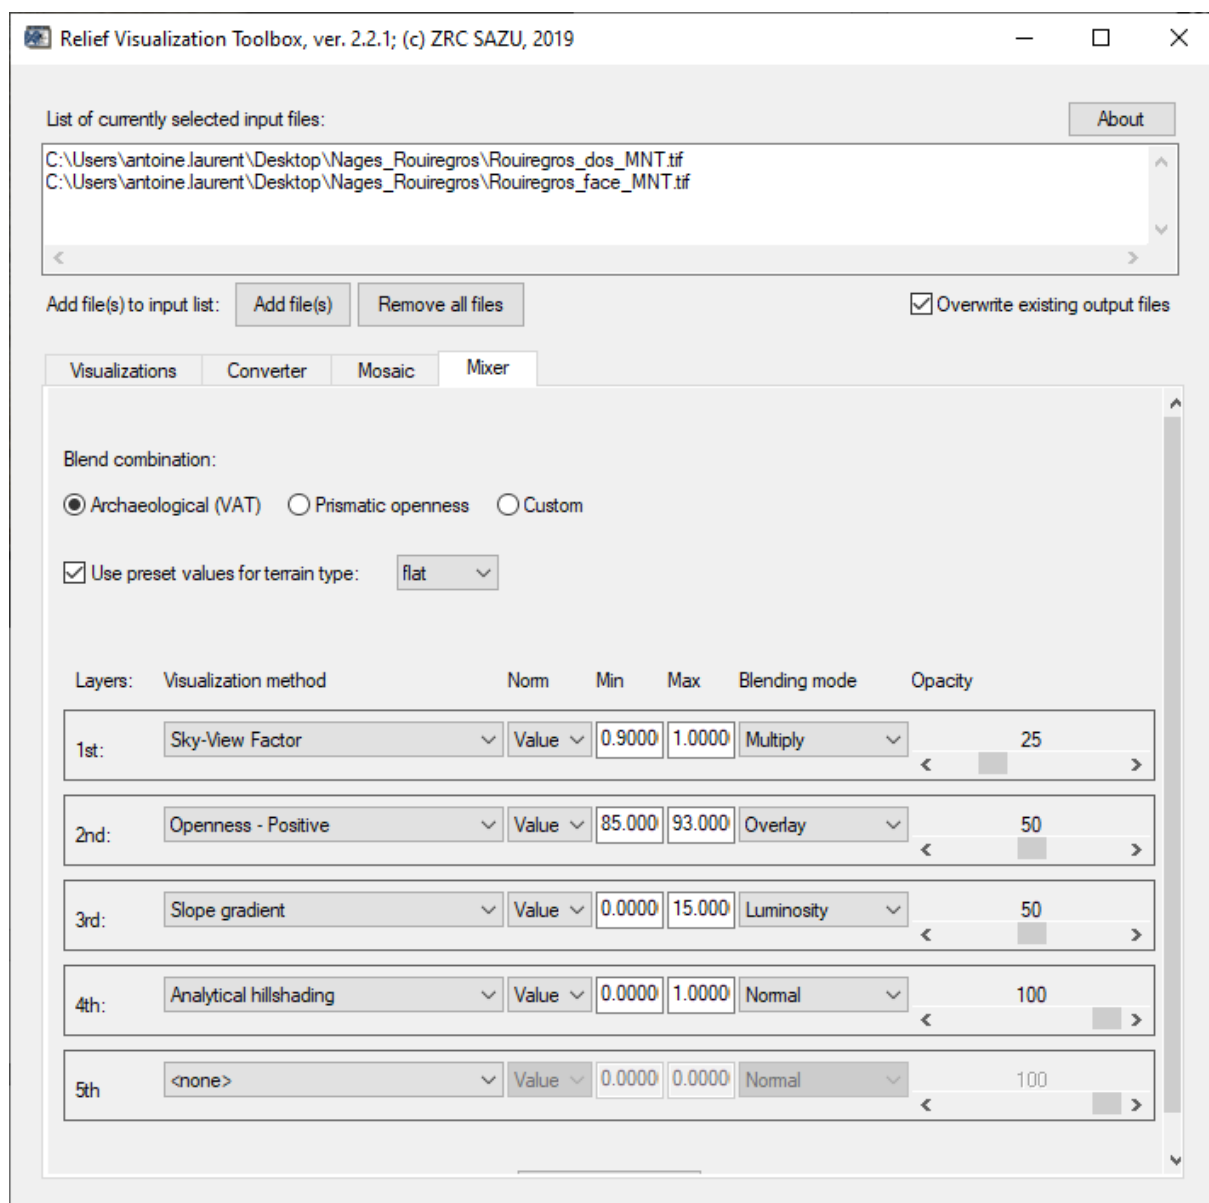 Relief Visualization Toolbox, ver. 2.2.1; (c) ZRC SAZU, 2019
List of currently selected input files:
About
C:\Users\antoine.laurent\Desktop\Nages_Rouiregros\Rouiregros_dos_MNT.tif
C:\Users\antoine.laurent\Desktop\Nages_Rouiregros\Rouiregros_face_MNT.tif
Add file(s) to input list: Add file(s) Remove all files Overwrite existing output files
Visualizations Converter Mosaic Mixer
Blend combination:
Archaeological (VAT) Prismatic openness Custom
Use preset values for terrain type: flat
Layers: Visualization method Norm Min Max Blending mode Opacity
1st: Sky-View Factor Value 0.9000 1.0000 Multiply 25
2nd: Openness - Positive Value 85.000 93.000 Overlay 50
3rd: Slope gradient Value 0.0000 15.000 Luminosity 50
4th: Analytical hillshading Value 0.0000 1.0000 Normal 100
5th <none> Value 0.0000 0.0000 Normal 100